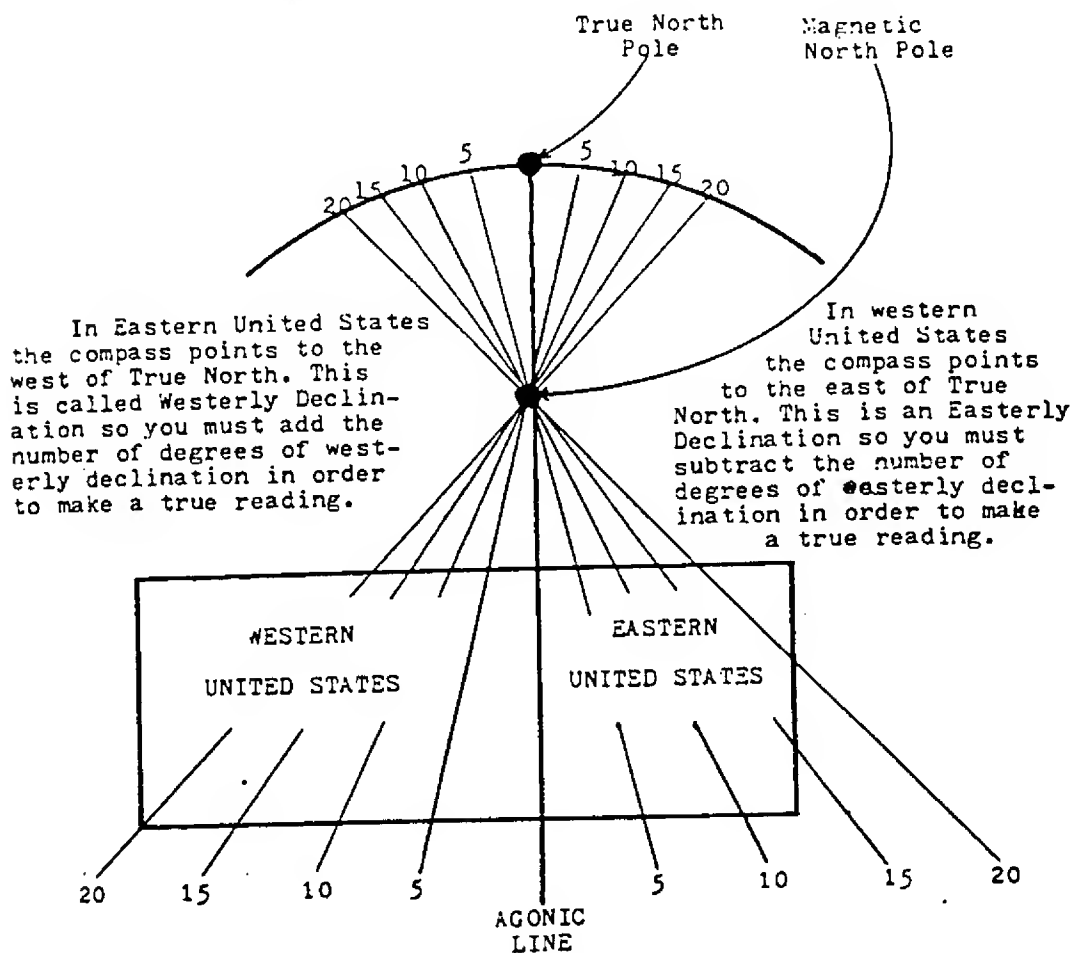 True North
Pole
Magnetic
North Pole
20 15 10 5 5 10 15 20
In Eastern United States
the compass points to the
west of True North. This
is called Westerly Declin-
ation so you must add the
number of degrees of west-
erly declination in order
to make a true reading.
In western
United States
the compass points
to the east of True
North. This is an Easterly
Declination so you must
subtract the number of
degrees of easterly decl-
ination in order to make
a true reading.
WESTERN
UNITED STATES
EASTERN
UNITED STATES
20 15 10 5 5 10 15 20
AGONIC
LINE